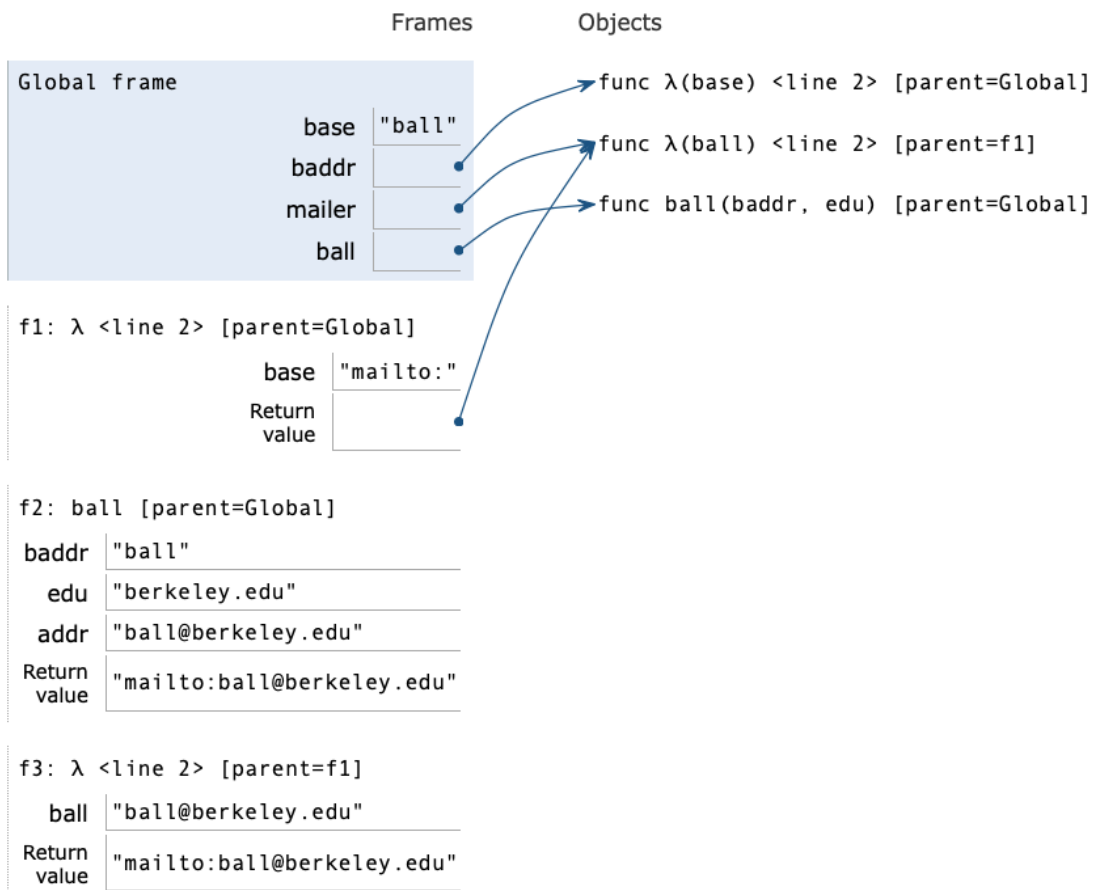 Frames Objects
Global frame
base "ball"
baddr
mailer
ball
func λ(base) <line 2> [parent=Global]
func λ(ball) <line 2> [parent=f1]
func ball(baddr, edu) [parent=Global]
f1: λ <line 2> [parent=Global]
base "mailto:"
Return
value
f2: ball [parent=Global]
baddr "ball"
edu "berkeley.edu"
addr "ball@berkeley.edu"
Return
value "mailto:ball@berkeley.edu"
f3: λ <line 2> [parent=f1]
ball "ball@berkeley.edu"
Return
value "mailto:ball@berkeley.edu"